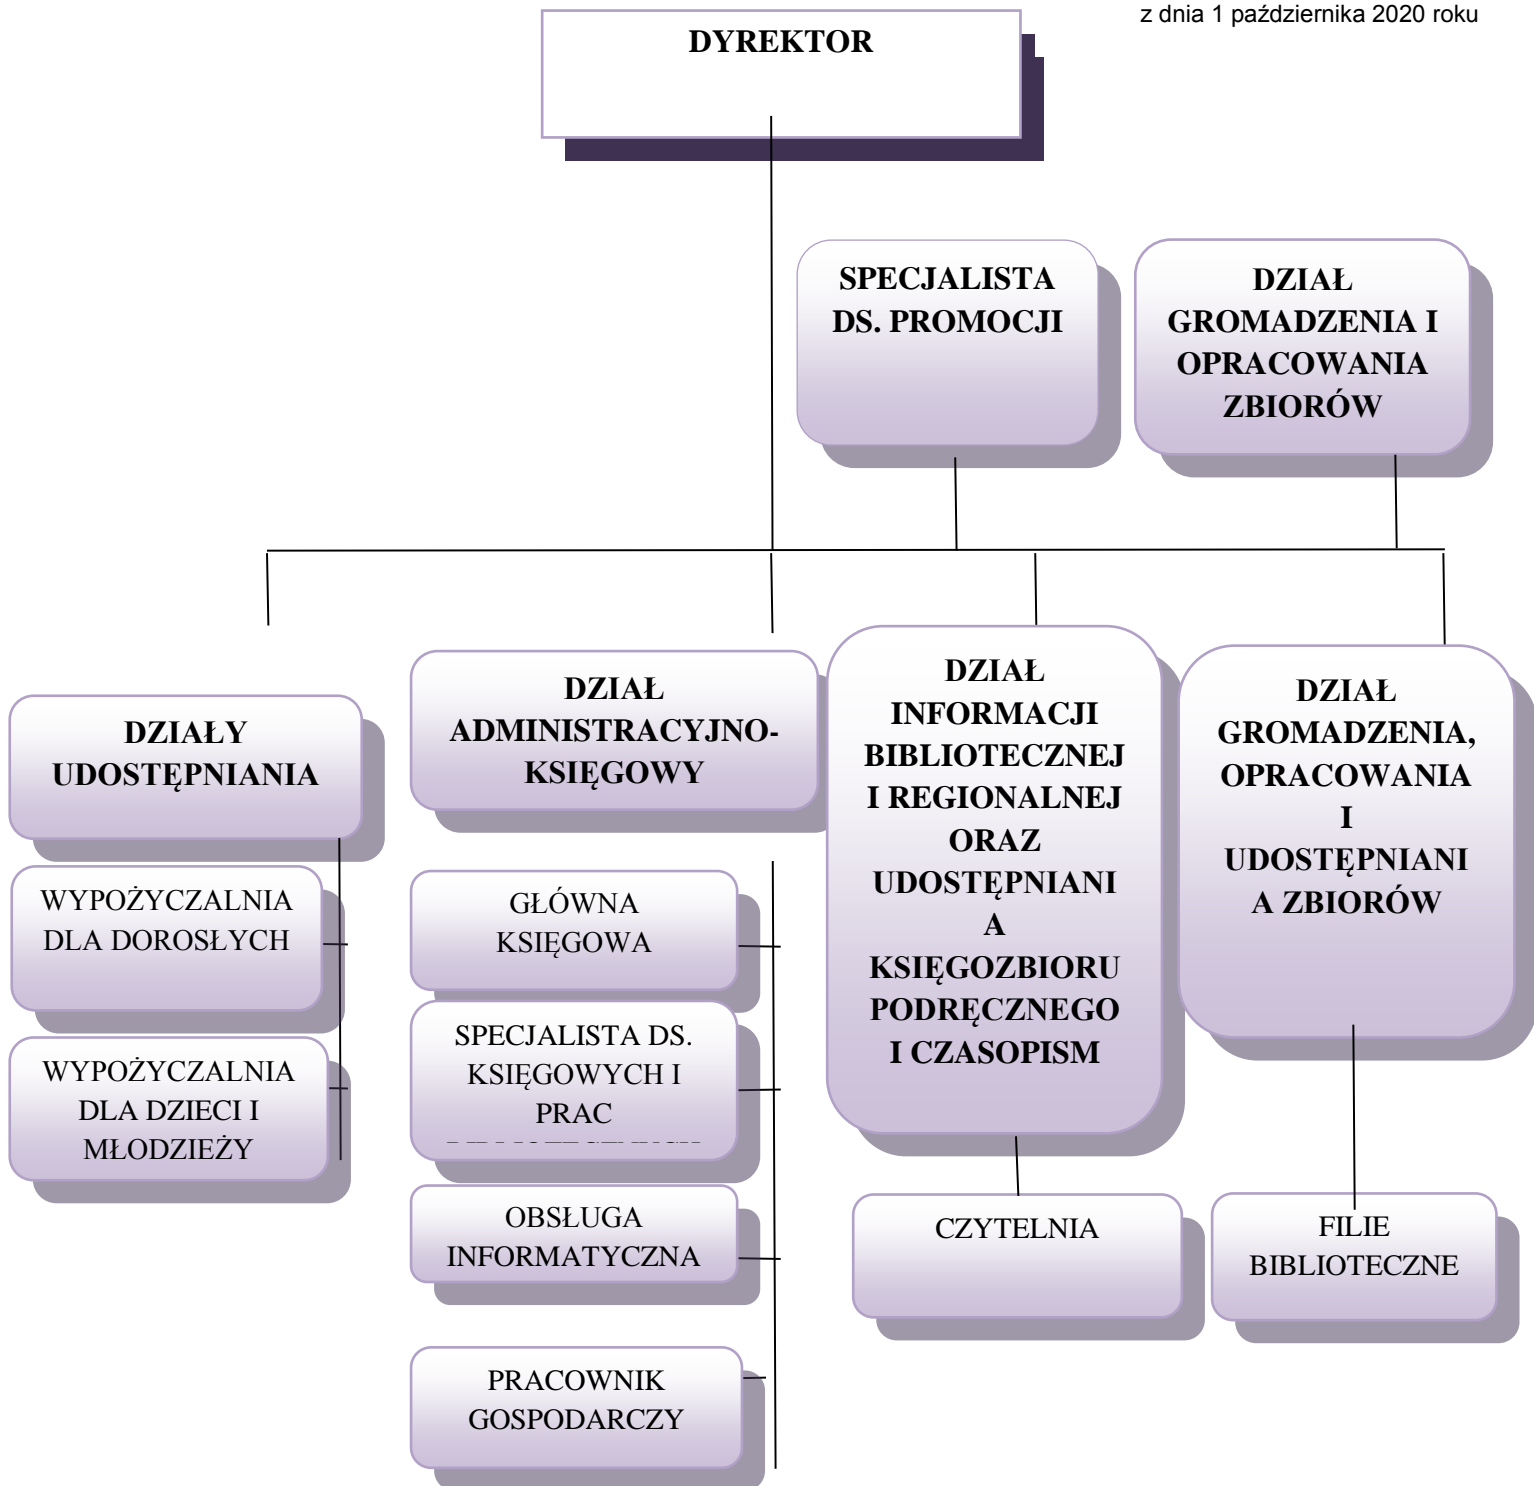 z dnia 1 października 2020 roku
DYREKTOR
SPECJALISTA
DS. PROMOCJI
DZIAŁ
GROMADZENIA I
OPRACOWANIA
ZBIORÓW
DZIAŁY
UDOSTĘPNIANIA
WYPOŻYCZALNIA
DLA DOROSŁYCH
WYPOŻYCZALNIA
DLA DZIECI I
MŁODZIEŻY
DZIAŁ
ADMINISTRACYJNO-
KSIĘGOWY
GŁÓWNA
KSIĘGOWA
SPECJALISTA DS.
KSIĘGOWYCH I
PRAC
OBSŁUGA
INFORMATYCZNA
PRACOWNIK
GOSPODARCZY
DZIAŁ
INFORMACJI
BIBLIOTECZNEJ
I REGIONALNEJ
ORAZ
UDOSTĘPNIANI
A
KSIĘGOZBIORU
PODRĘCZNEGO
I CZASOPISM
CZYTELNIA
DZIAŁ
GROMADZENIA,
OPRACOWANIA
I
UDOSTĘPNIANI
A ZBIORÓW
FILIE
BIBLIOTECZNE